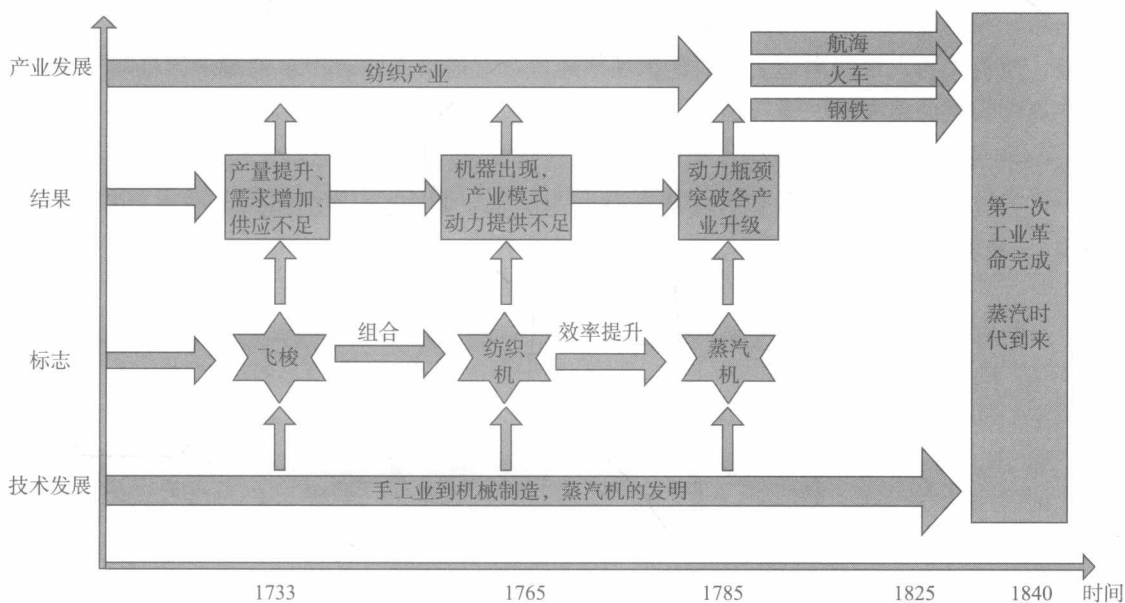 产业发展
纺织产业
航海
火车
钢铁
结果
产量提升、
需求增加、
供应不足
机器出现，
产业模式
动力提供不足
动力瓶颈
突破各产
业升级
标志
飞梭
组合
纺织
机
效率提升
蒸汽
机
技术发展
手工业到机械制造，蒸汽机的发明
第一次
工业革
命完成
蒸汽时
代到来
1733
1765
1785
1825
1840
时间